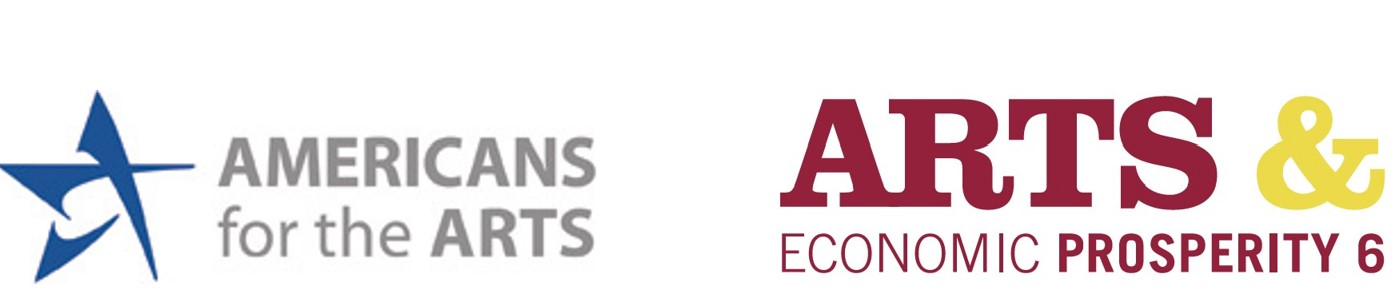 AMERICANS
for the ARTS
ARTS &
ECONOMIC PROSPERITY 6